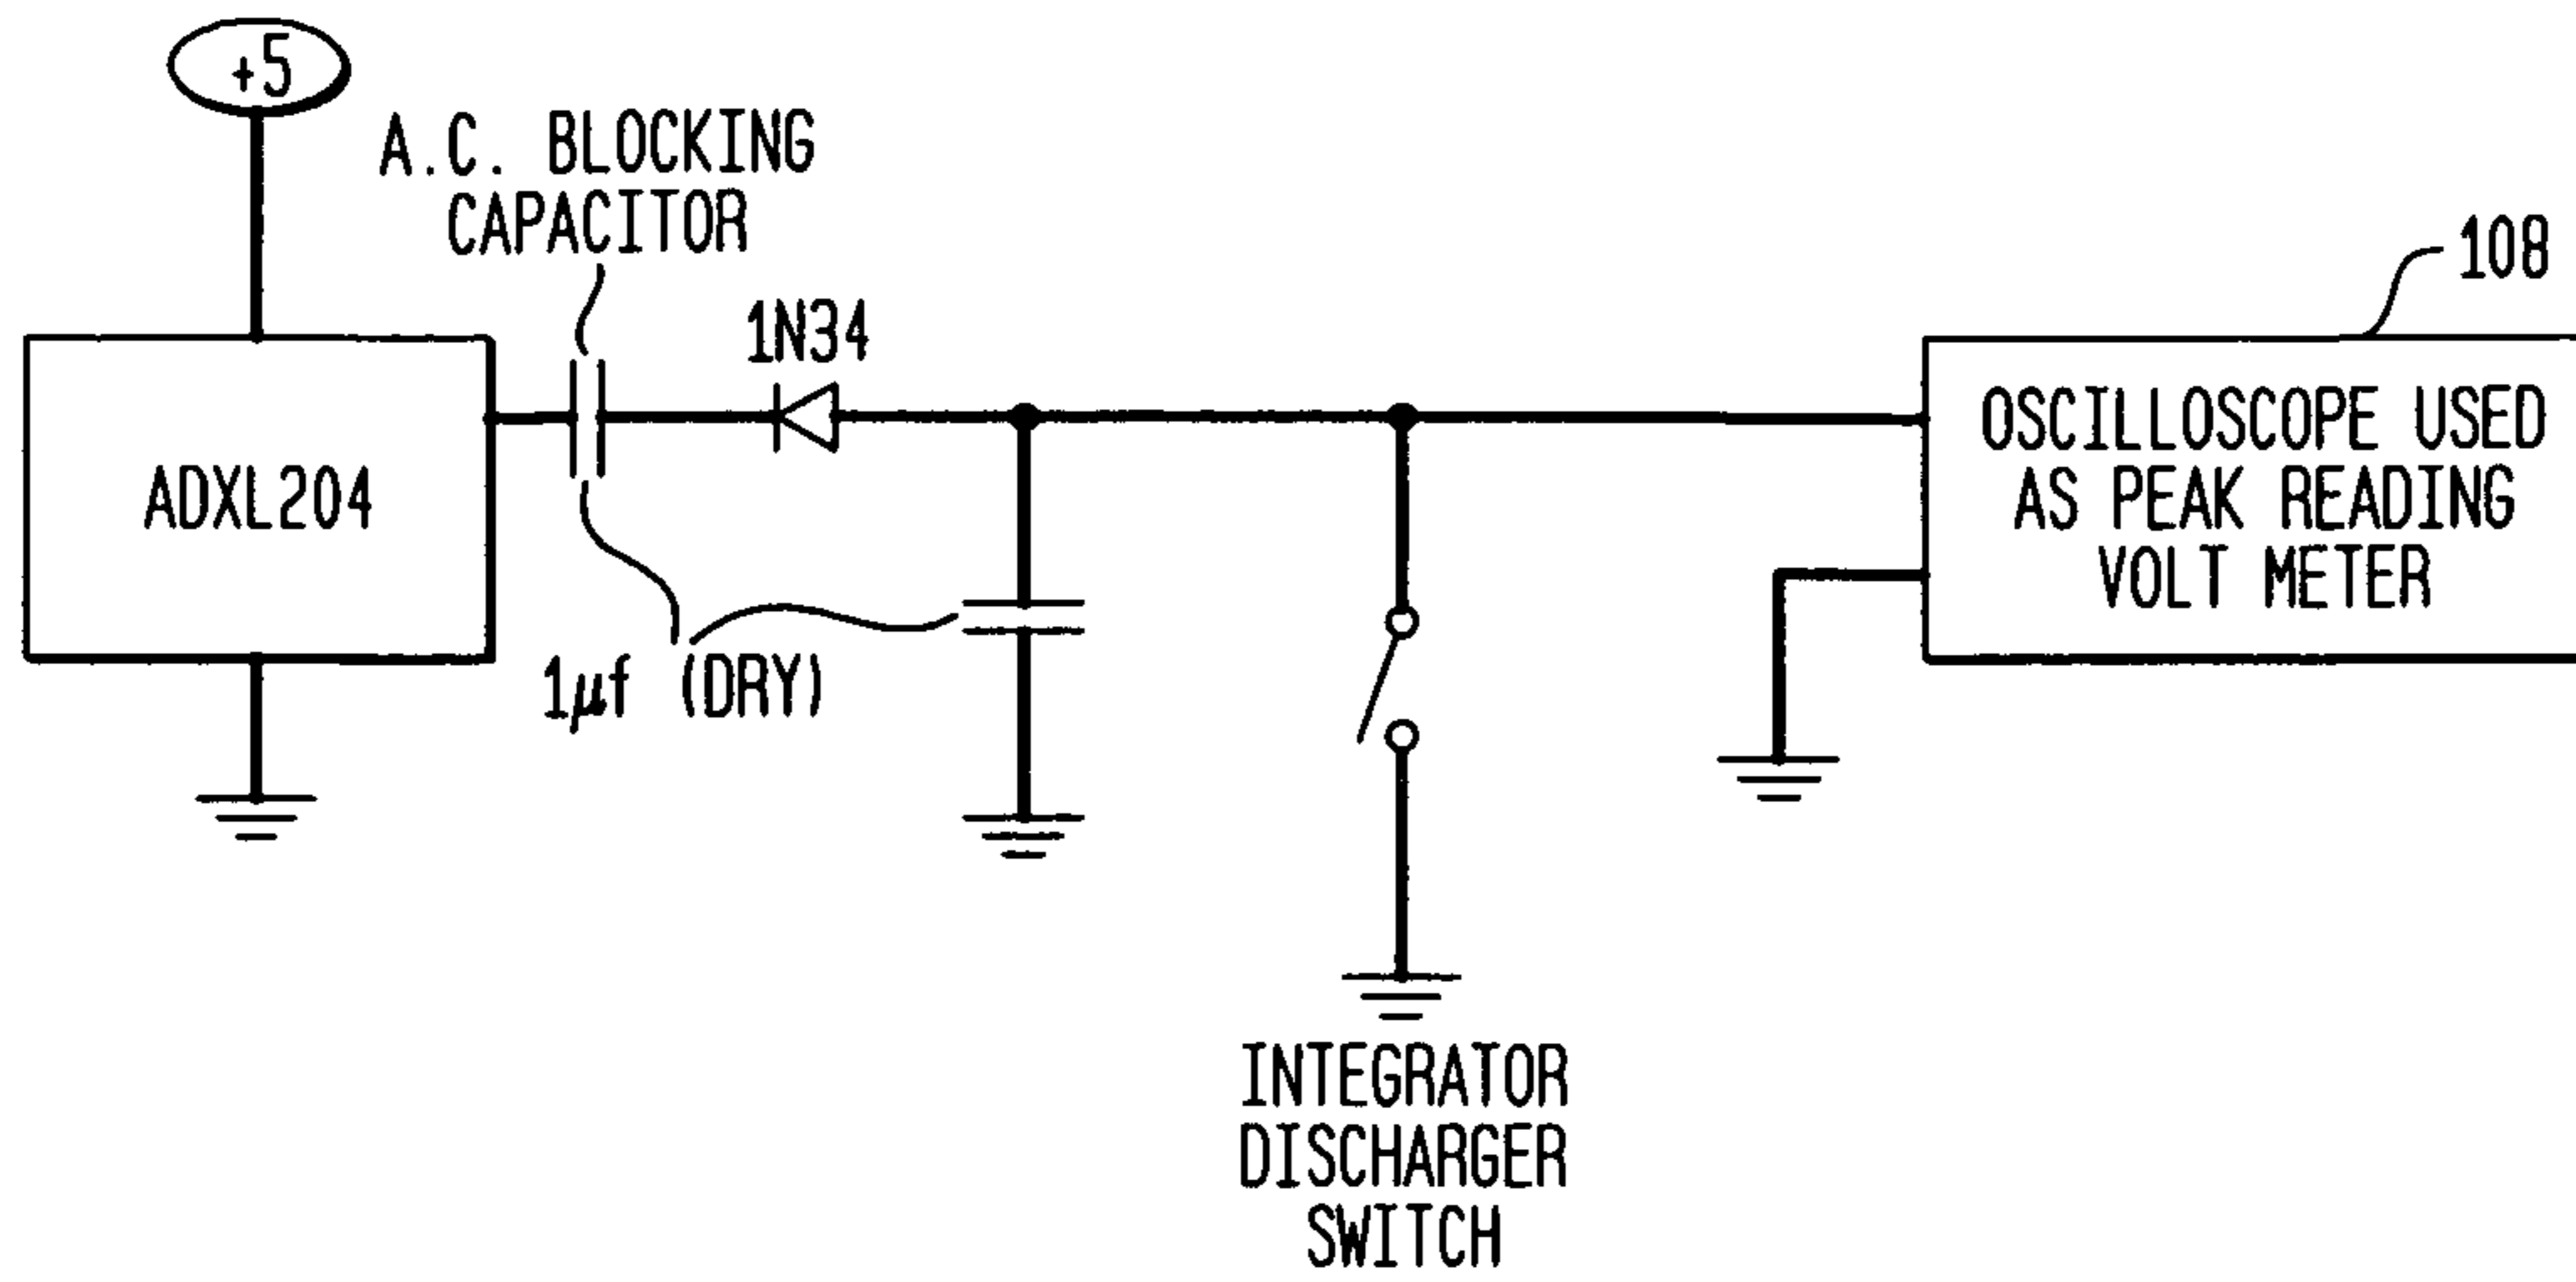 +5
A.C. BLOCKING
CAPACITOR
108
1N34
OSCILLOSCOPE USED
AS PEAK READING
VOLT METER
ADXL204
1µf (DRY)
INTEGRATOR
DISCHARGER
SWITCH